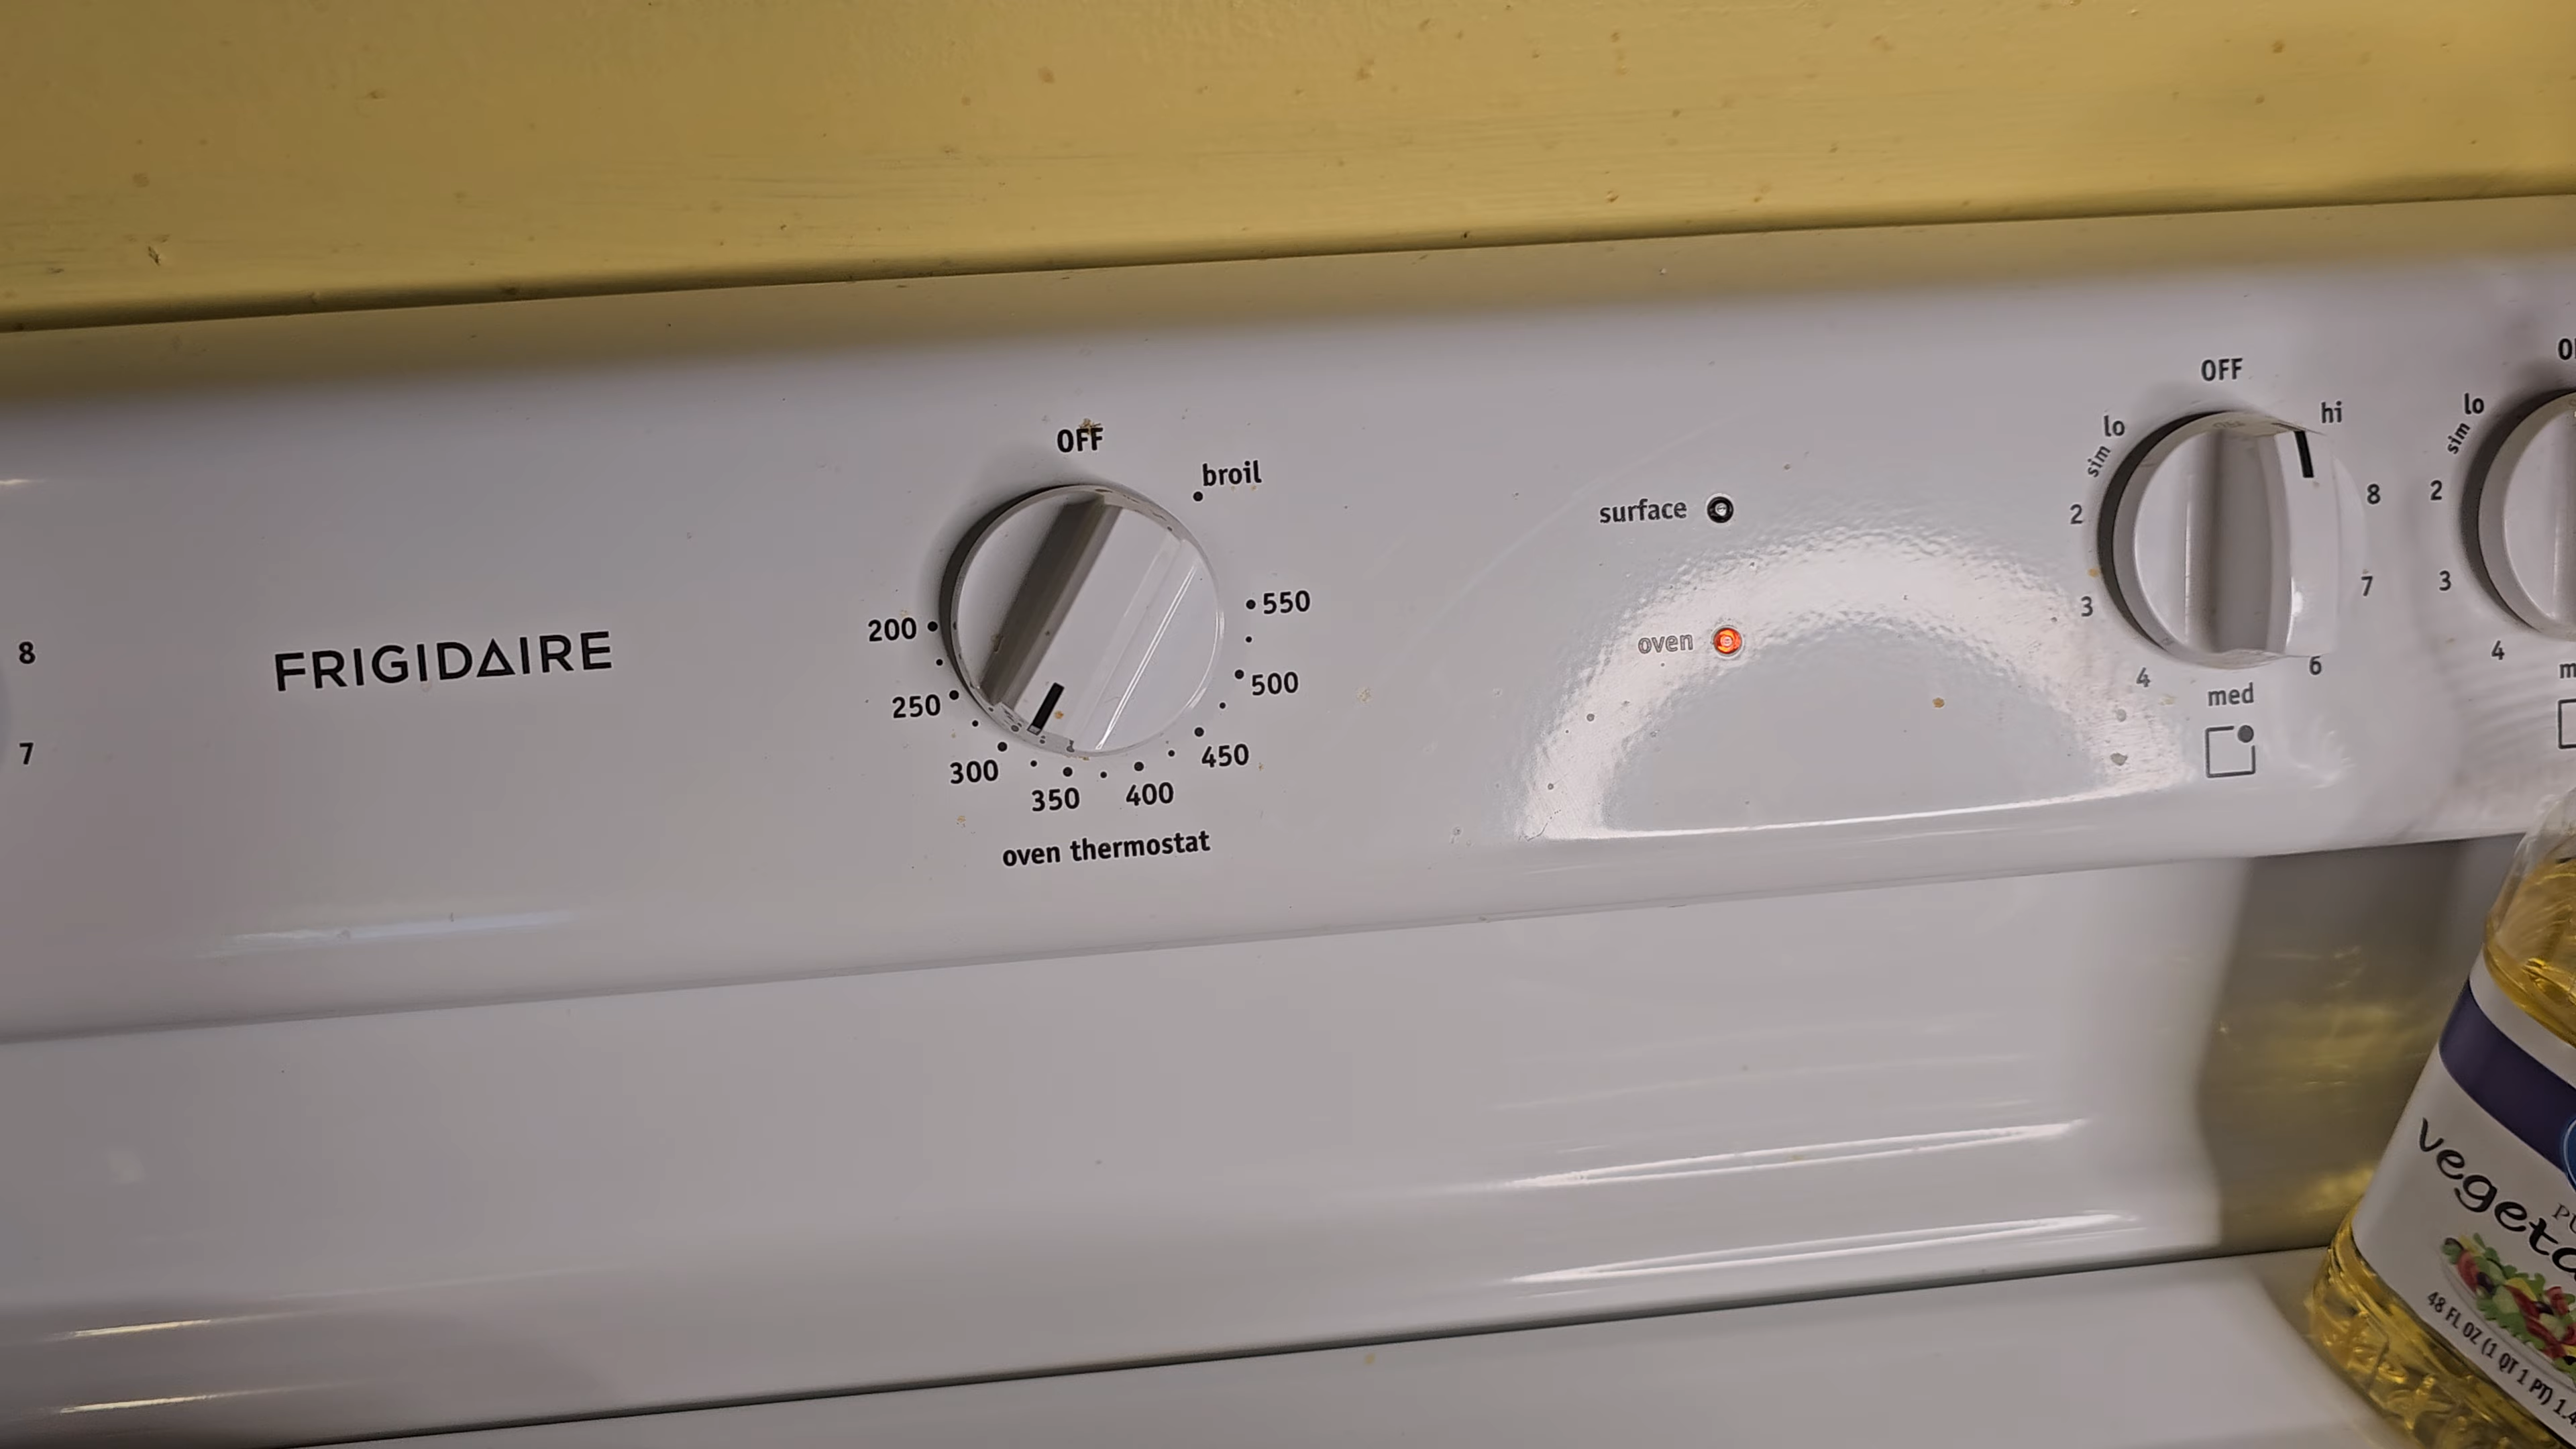 8
7
FRIGIDAIRE
OFF
broil
200
250
300
350
400
450
500
550
oven thermostat
surface
oven
OFF
lo
sim
2
3
4
med
6
7
8
hi
lo
sim
2
3
4
48 FL OZ (1 QT 1 PT)